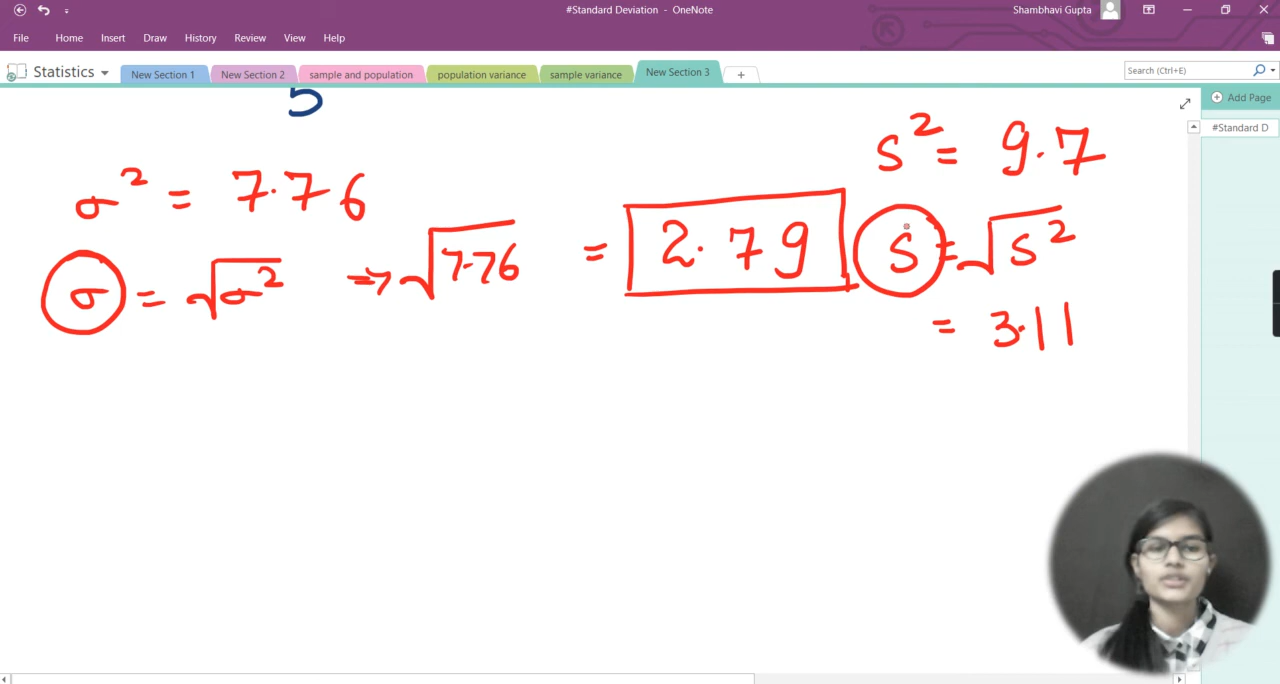 #Standard Deviation - OneNote
Shambhavi Gupta
File Home Insert Draw History Review View Help
Statistics
New Section 1
New Section 2
sample and population
population variance
sample variance
New Section 3
+
Search (Ctrl+E)
Add Page
#Standard D
5
s² = 9.7
σ² = 7.76
σ = √σ² => √7.76 = 2.79
s = √s²
= 3.11